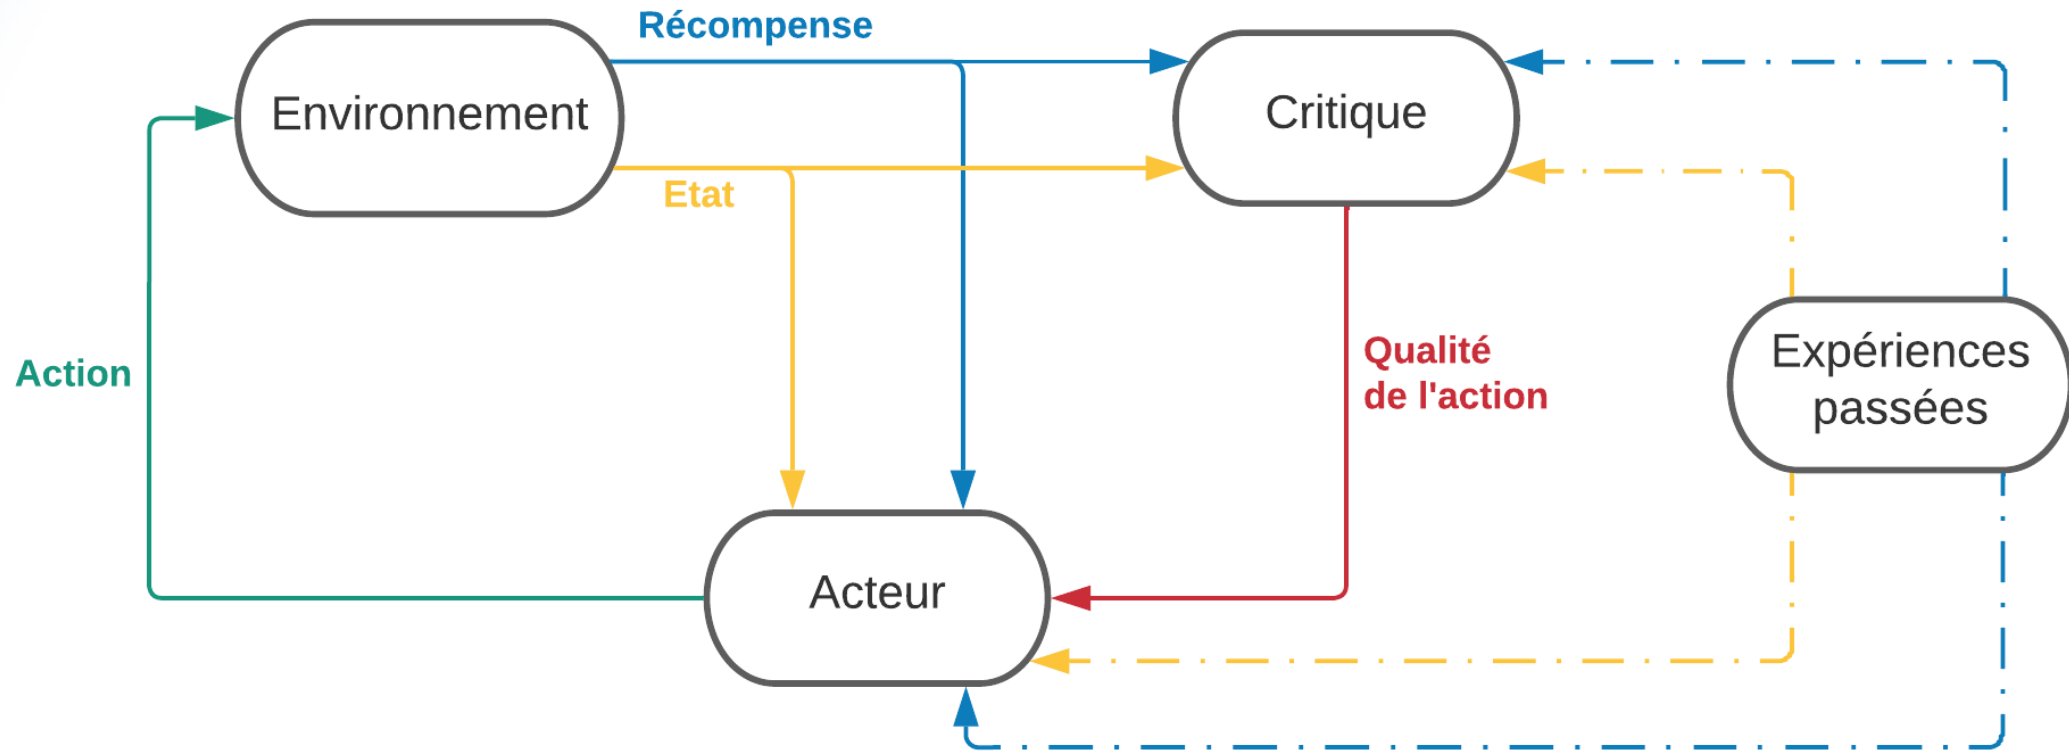 Récompense
Environnement
Critique
Etat
Action
Qualité
de l'action
Expériences
passées
Acteur